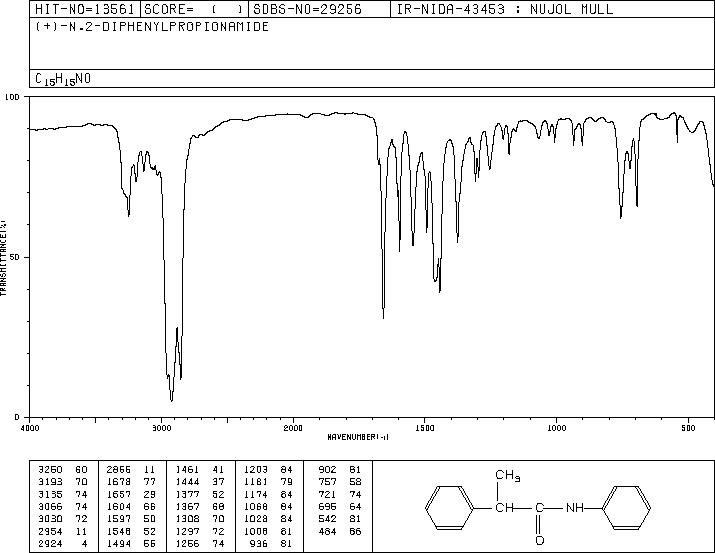 HIT-NO=13561 SCORE= ( ) SDBS-NO=29256 IR-NIDA-43453 : NUJOL MULL
(+)-N,2-DIPHENYLPROPIONAMIDE
C15H15NO
100
50
0
TRANSMITTANCE(%)
4000 3000 2000 1500 1000 500
WAVENUMBER(-1)
3260 60 2866 11 1461 41 1203 84 902 81
3193 70 1678 77 1444 37 1181 79 757 58
3135 74 1657 29 1377 52 1174 84 721 74
3066 74 1604 66 1367 68 1068 84 695 64
3030 72 1597 50 1308 70 1028 84 542 81
2954 11 1548 52 1297 72 1008 81 484 86
2924 4 1494 55 1256 74 936 81
CH3
CH-C-NH
O